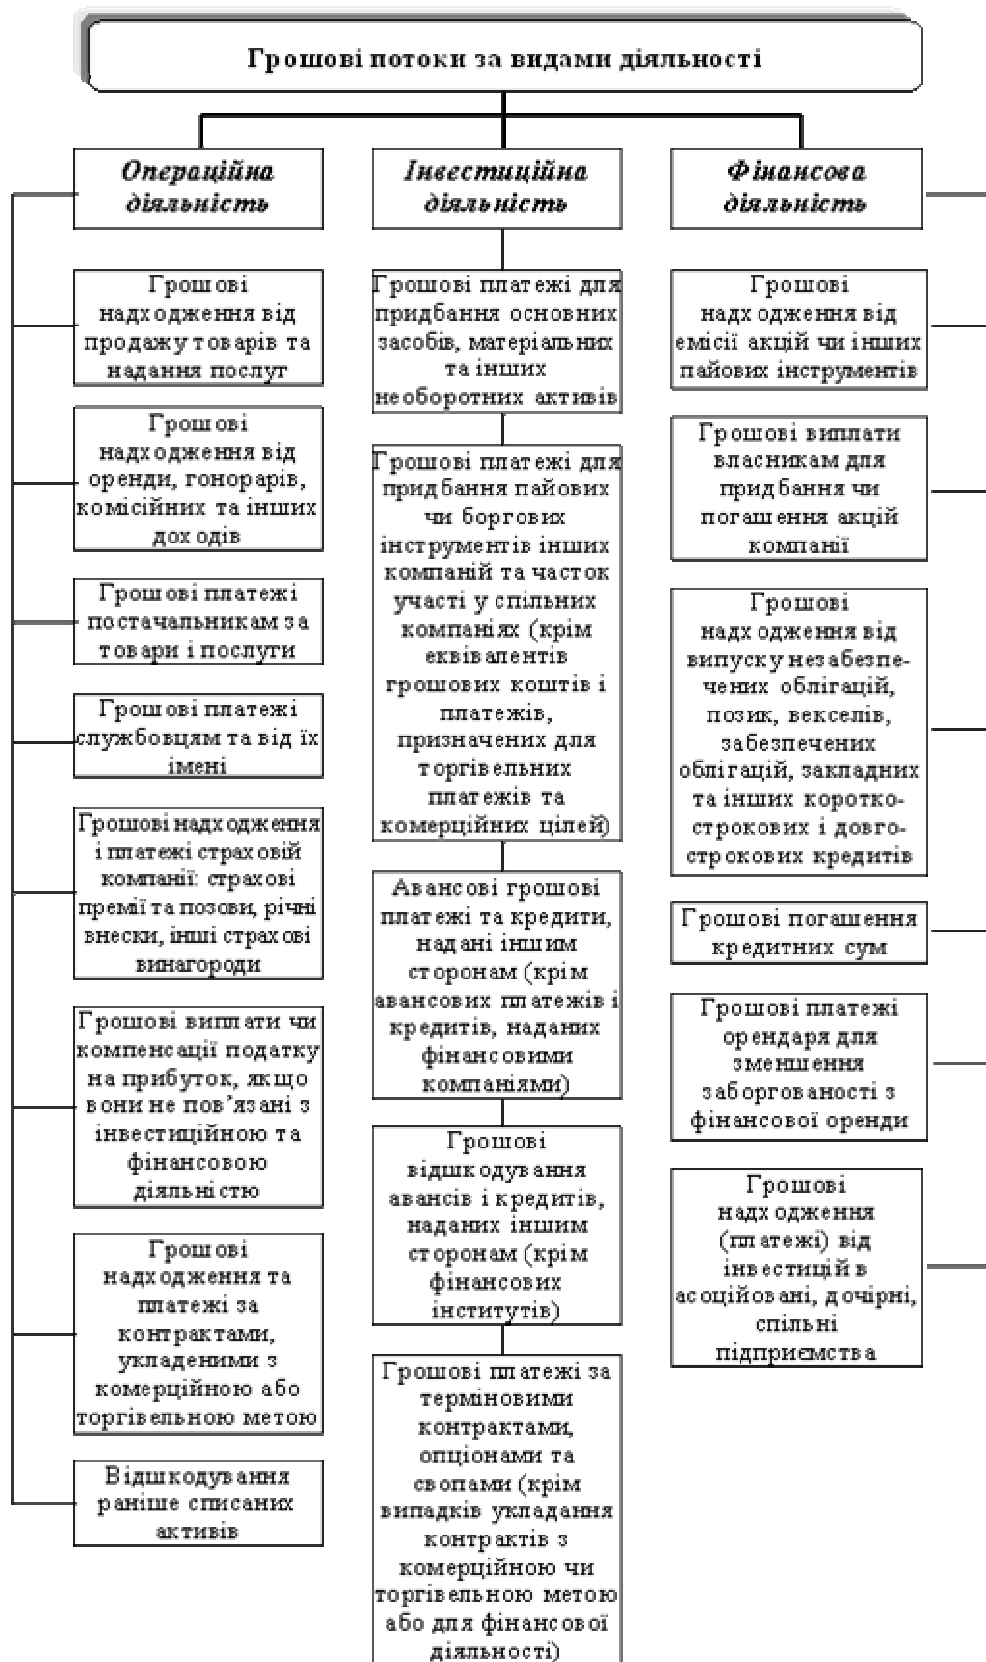 Грошові потоки за видами діяльності
Операційна
діяльність
Грошові
надходження від
продажу товарів та
надання послуг
Грошові
надходження від
оренди, гонорарів,
комісійних та інших
доходів
Грошові платежі
постачальникам за
товари і послуги
Грошові платежі
службовцям та від їх
імені
Грошові надходження
і платежі страховій
компанії: страхові
премії та позови, річні
внески, інші страхові
винагороди
Грошові виплати чи
компенсації податку
на прибуток, якщо
вони не пов’язані з
інвестиційною та
фінансовою
діяльністю
Грошові
надходження та
платежі за
контрактами,
укладеними з
комерційною або
торгівельною метою
Відшкодування
раніше списаних
активів
Інвестиційна
діяльність
Грошові платежі для
придбання основних
засобів, матеріальних
та інших
необоротних активів
Грошові платежі для
придбання пайових
чи боргових
інструментів інших
компаній та часток
участі у спільних
компаніях (крім
еквівалентів
грошових коштів і
платежів,
призначених для
торгівельних
платежів та
комерційних цілей)
Авансові грошові
платежі та кредити,
надані іншим
сторонам (крім
авансових платежів і
кредитів, наданих
фінансовими
компаніями)
Грошові
відшкодування
авансів і кредитів,
наданих іншим
сторонам (крім
фінансових
інститутів)
Грошові платежі за
терміновими
контрактами,
опціонами та
свопами (крім
випадків укладання
контрактів з
комерційною чи
торгівельною метою
або для фінансової
діяльності)
Фінансова
діяльність
Грошові
надходження від
емісії акцій чи інших
пайових інструментів
Грошові виплати
власникам для
придбання чи
погашення акцій
компанії
Грошові
надходження від
випуску незабезпе-
чених облігацій,
позик, векселів,
забезпечених
облігацій, закладних
та інших коротко-
строкових і довго-
строкових кредитів
Грошові погашення
кредитних сум
Грошові платежі
орендаря для
зменшення
заборгованості з
фінансової оренди
Грошові
надходження
(платежі) від
інвестицій в
асоційовані, дочірні,
спільні
підприємства